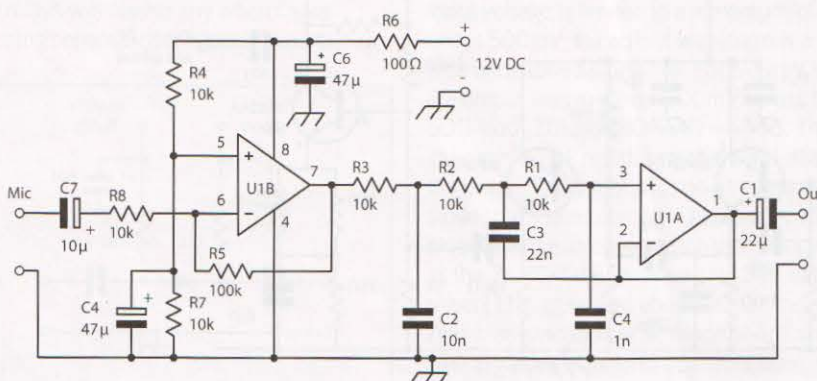 R6
100Ω
+
12V DC
C6
47µ
+
R4
10k
5
+
8
U1B
7
6
−
4
R3
10k
R2
10k
R1
10k
3
+
1
U1A
2
−
C1
+
22µ
Out
Mic
C7
+
10µ
R8
10k
R5
100k
C3
22n
C4
47µ
+
R7
10k
C2
10n
C4
1n